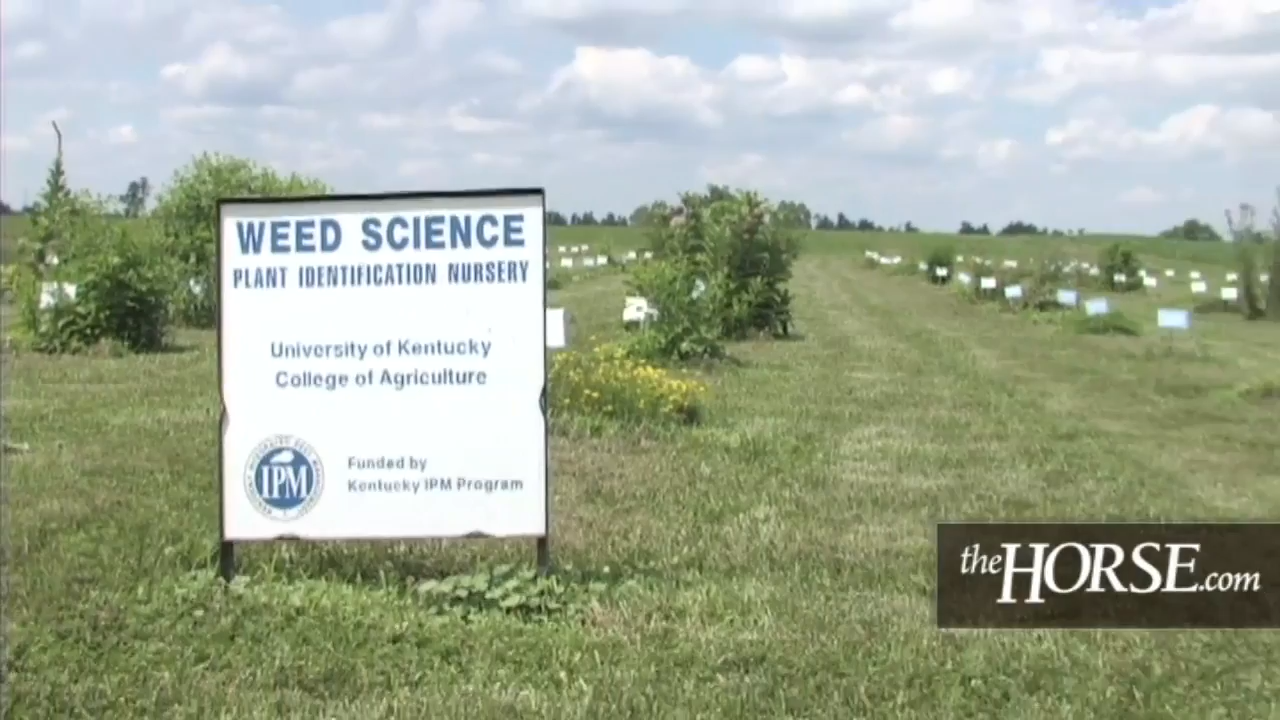 WEED SCIENCE
PLANT IDENTIFICATION NURSERY
University of Kentucky
College of Agriculture
IPM
Funded by
Kentucky IPM Program
theHORSE.com